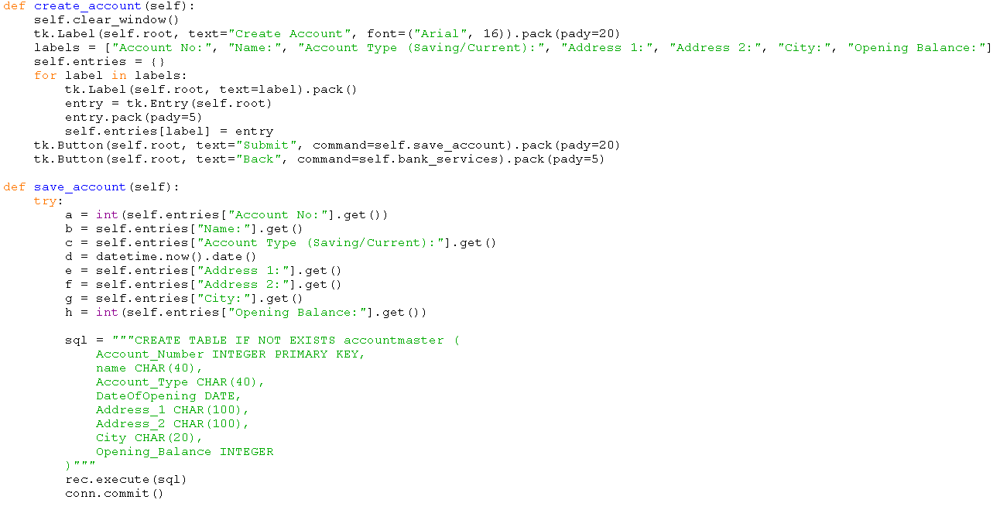 def create_account(self):
    self.clear_window()
    tk.Label(self.root, text="Create Account", font=("Arial", 16)).pack(pady=20)
    labels = ["Account No:", "Name:", "Account Type (Saving/Current):", "Address 1:", "Address 2:", "City:", "Opening Balance:"]
    self.entries = {}
    for label in labels:
        tk.Label(self.root, text=label).pack()
        entry = tk.Entry(self.root)
        entry.pack(pady=5)
        self.entries[label] = entry
    tk.Button(self.root, text="Submit", command=self.save_account).pack(pady=20)
    tk.Button(self.root, text="Back", command=self.bank_services).pack(pady=5)

def save_account(self):
    try:
        a = int(self.entries["Account No:"].get())
        b = self.entries["Name:"].get()
        c = self.entries["Account Type (Saving/Current):"].get()
        d = datetime.now().date()
        e = self.entries["Address 1:"].get()
        f = self.entries["Address 2:"].get()
        g = self.entries["City:"].get()
        h = int(self.entries["Opening Balance:"].get())

        sql = """CREATE TABLE IF NOT EXISTS accountmaster (
            Account_Number INTEGER PRIMARY KEY,
            name CHAR(40),
            Account_Type CHAR(40),
            DateOfOpening DATE,
            Address_1 CHAR(100),
            Address_2 CHAR(100),
            City CHAR(20),
            Opening_Balance INTEGER
        )"""
        rec.execute(sql)
        conn.commit()